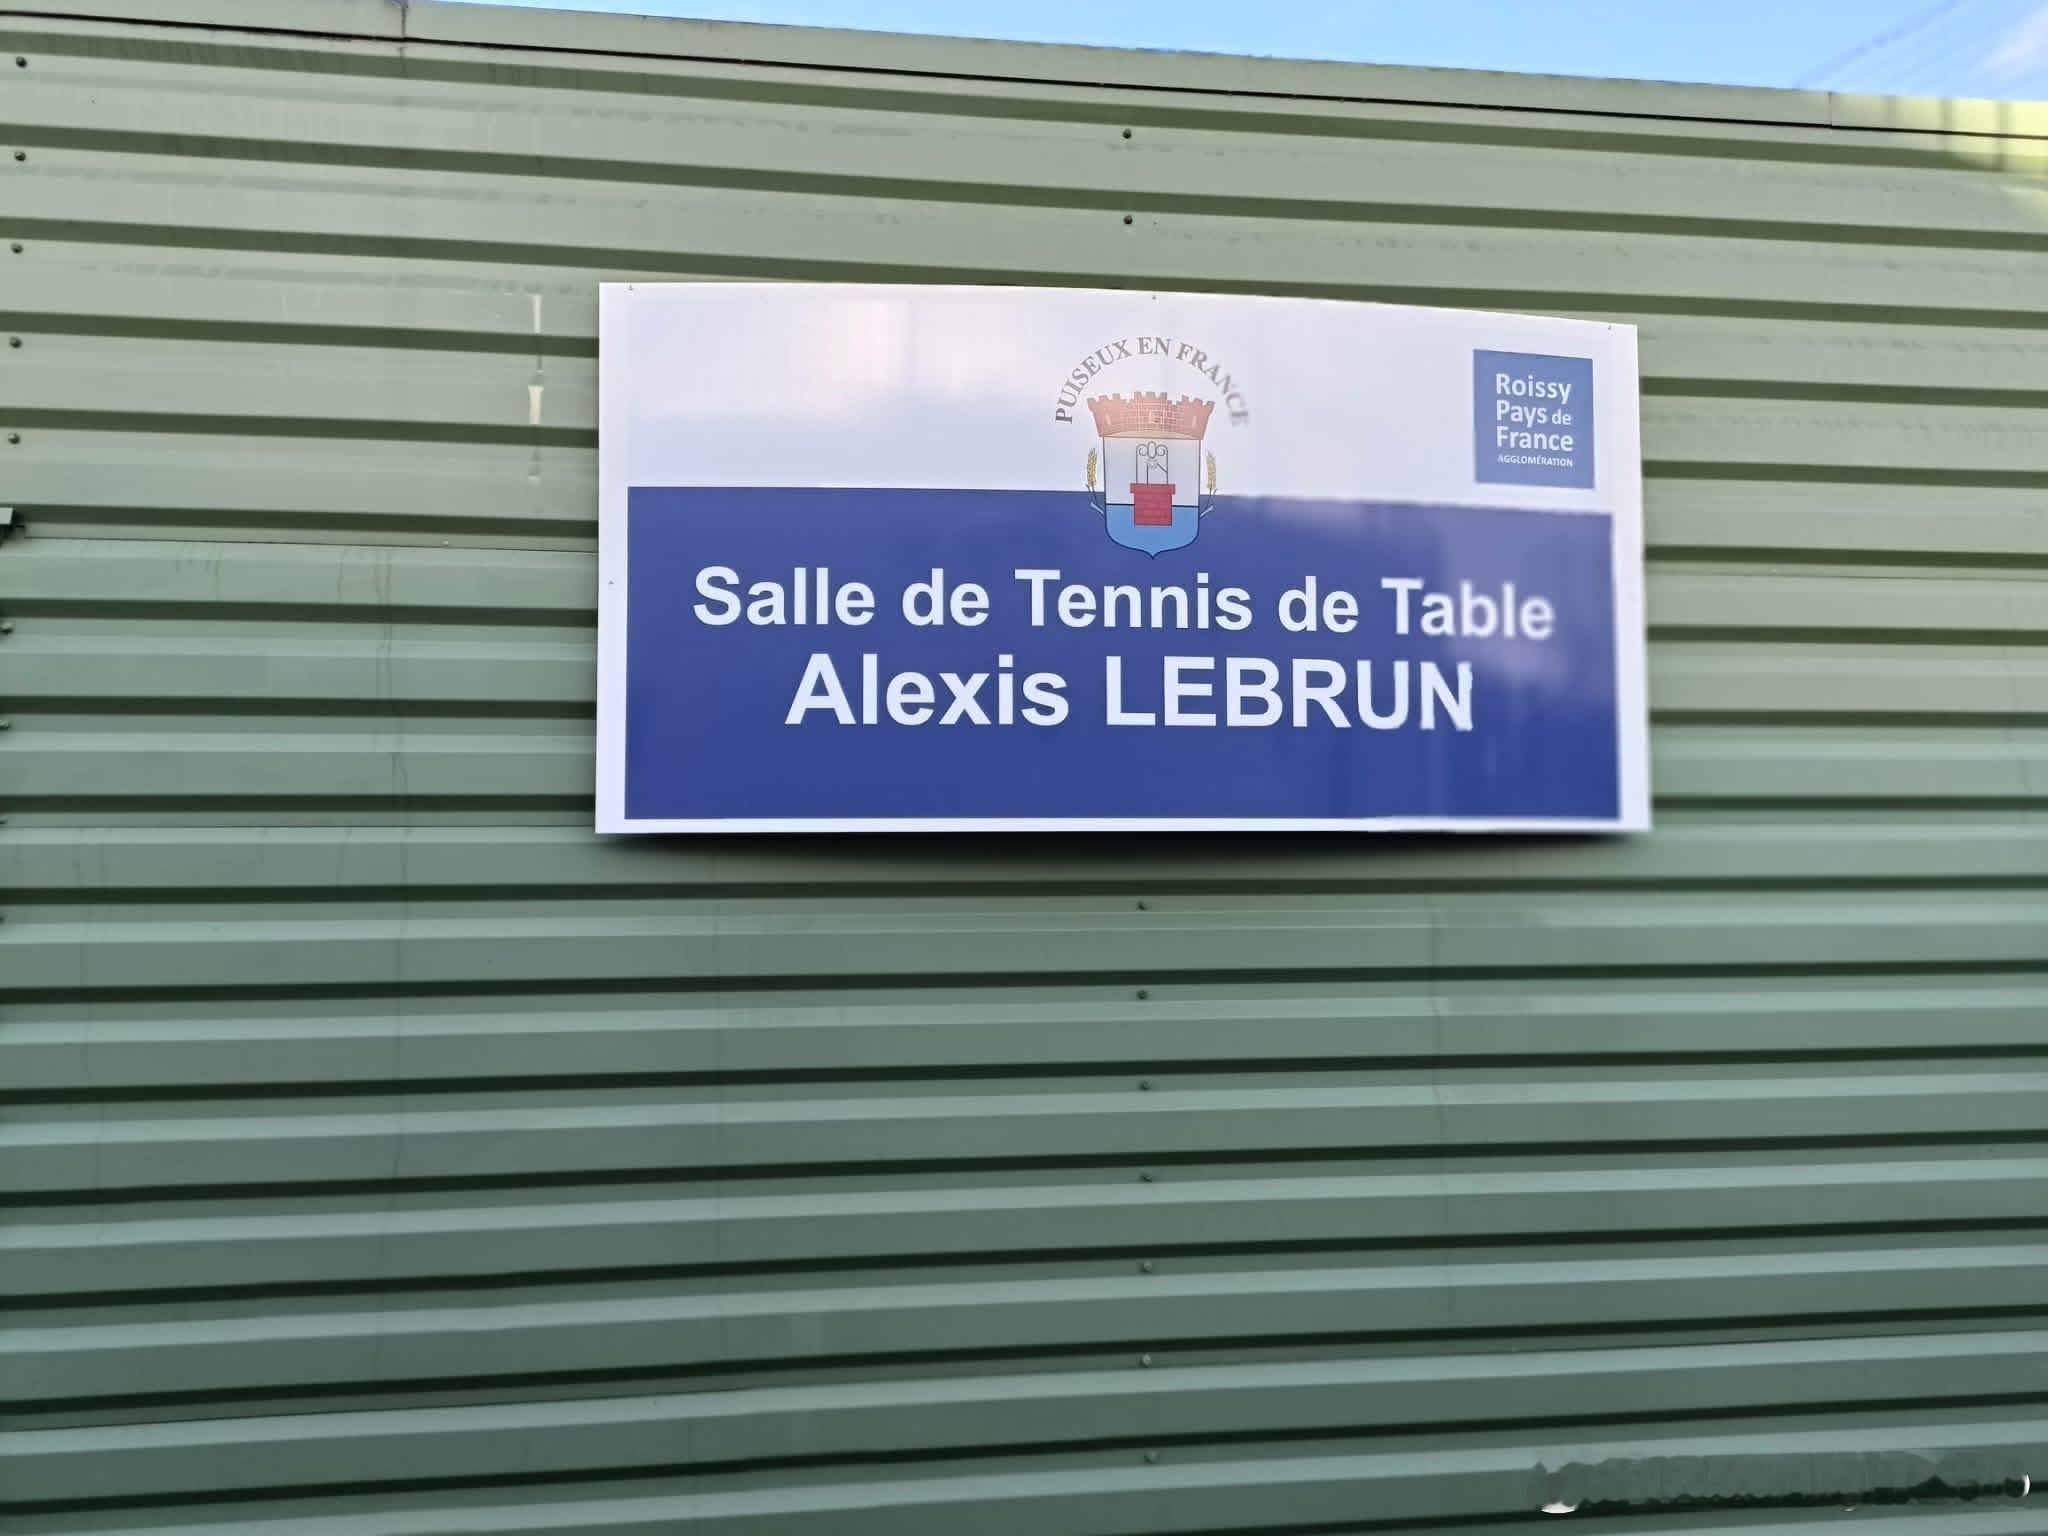 PUISEUX EN FRANCE
Roissy
Pays de
France
AGGLOMÉRATION
Salle de Tennis de Table
Alexis LEBRUN